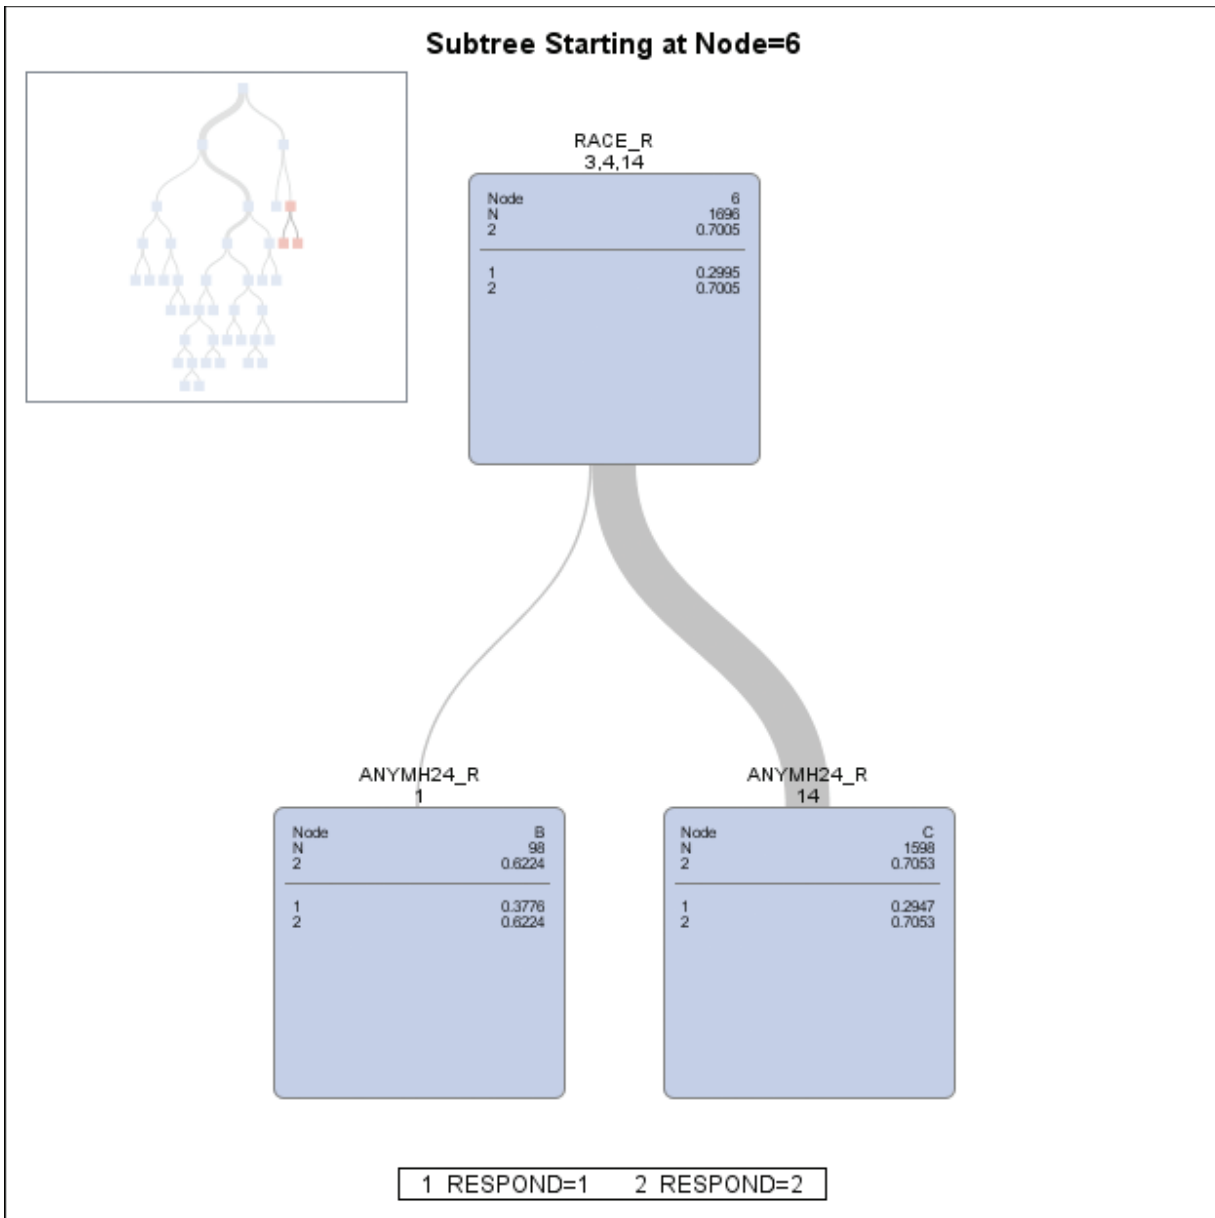 Subtree Starting at Node=6
RACE_R
3,4,14
Node 6
N 1696
2 0.7005
1 0.2995
2 0.7005
ANYMH24_R
1
Node B
N 98
2 0.6224
1 0.3776
2 0.6224
ANYMH24_R
14
Node C
N 1598
2 0.7053
1 0.2947
2 0.7053
1 RESPOND=1 2 RESPOND=2